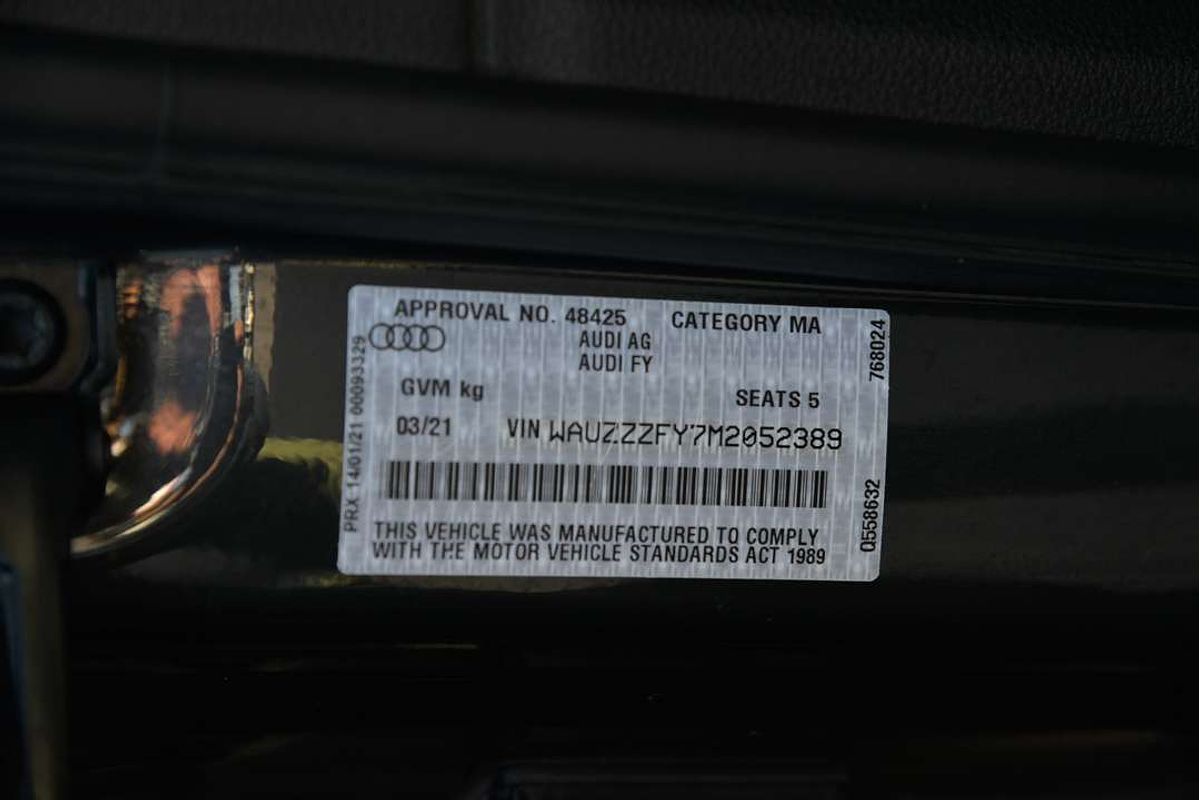 APPROVAL NO. 48425 CATEGORY MA
AUDI AG
AUDI FY
GVM kg SEATS 5
03/21 VIN WAUZZZFY7M2052389
THIS VEHICLE WAS MANUFACTURED TO COMPLY
WITH THE MOTOR VEHICLE STANDARDS ACT 1989
PRX 14/01/21 00093329
768024
Q558632